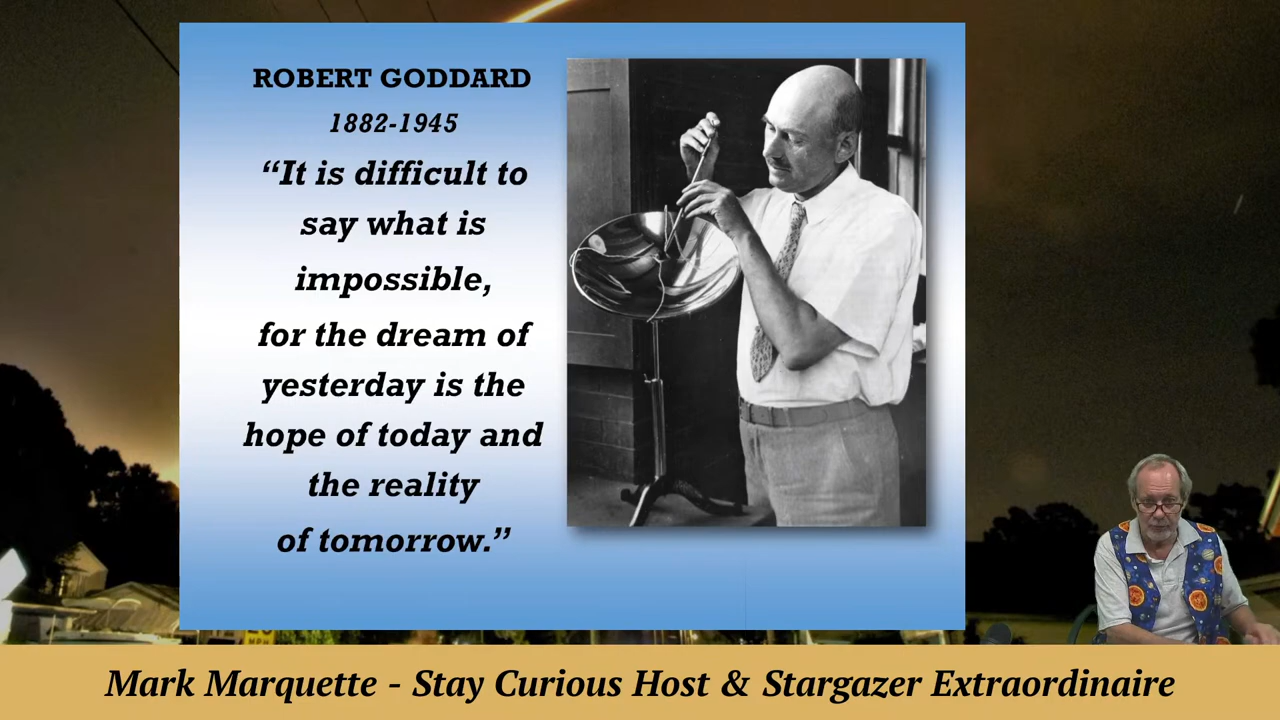 ROBERT GODDARD
1882-1945
“It is difficult to
say what is
impossible,
for the dream of
yesterday is the
hope of today and
the reality
of tomorrow.”
Mark Marquette - Stay Curious Host & Stargazer Extraordinaire